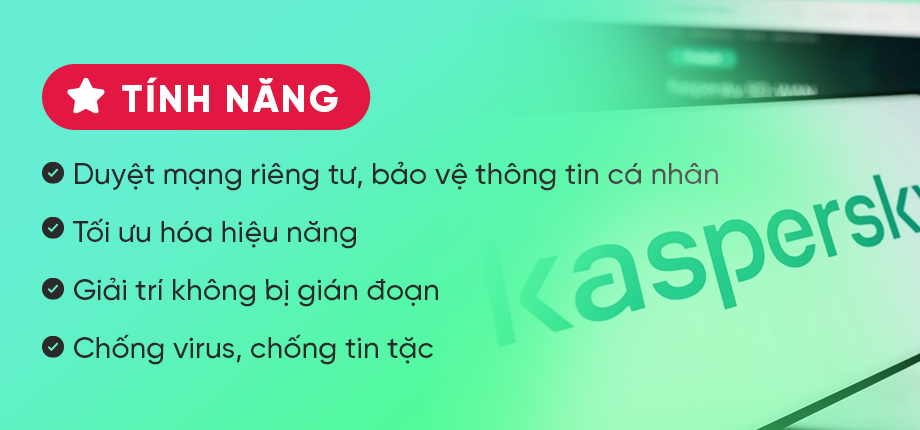 TÍNH NĂNG
Duyệt mạng riêng tư, bảo vệ thông tin cá nhân
Tối ưu hóa hiệu năng
Giải trí không bị gián đoạn
Chống virus, chống tin tặc
kaspersky